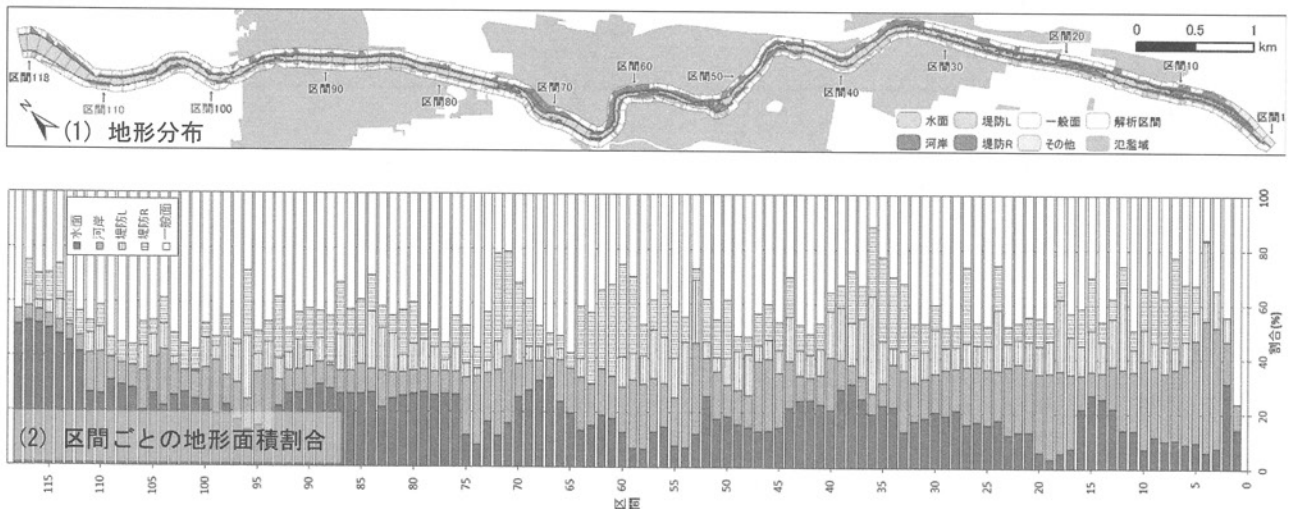 0 0.5 1
km
区間20
区間118
区間110
区間100
区間90
区間80
区間70
区間60
区間50
区間40
区間30
区間10
区間1
N
(1) 地形分布
水面 堤防L 一般面 解析区間
河岸 堤防R その他 氾濫域
水面
河岸
堤防L
堤防R
一般面
(2) 区間ごとの地形面積割合
100
80
60
40
20
0
割合(%)
115 110 105 100 95 90 85 80 75 70 65 60 55 50 45 40 35 30 25 20 15 10 5 0
区間